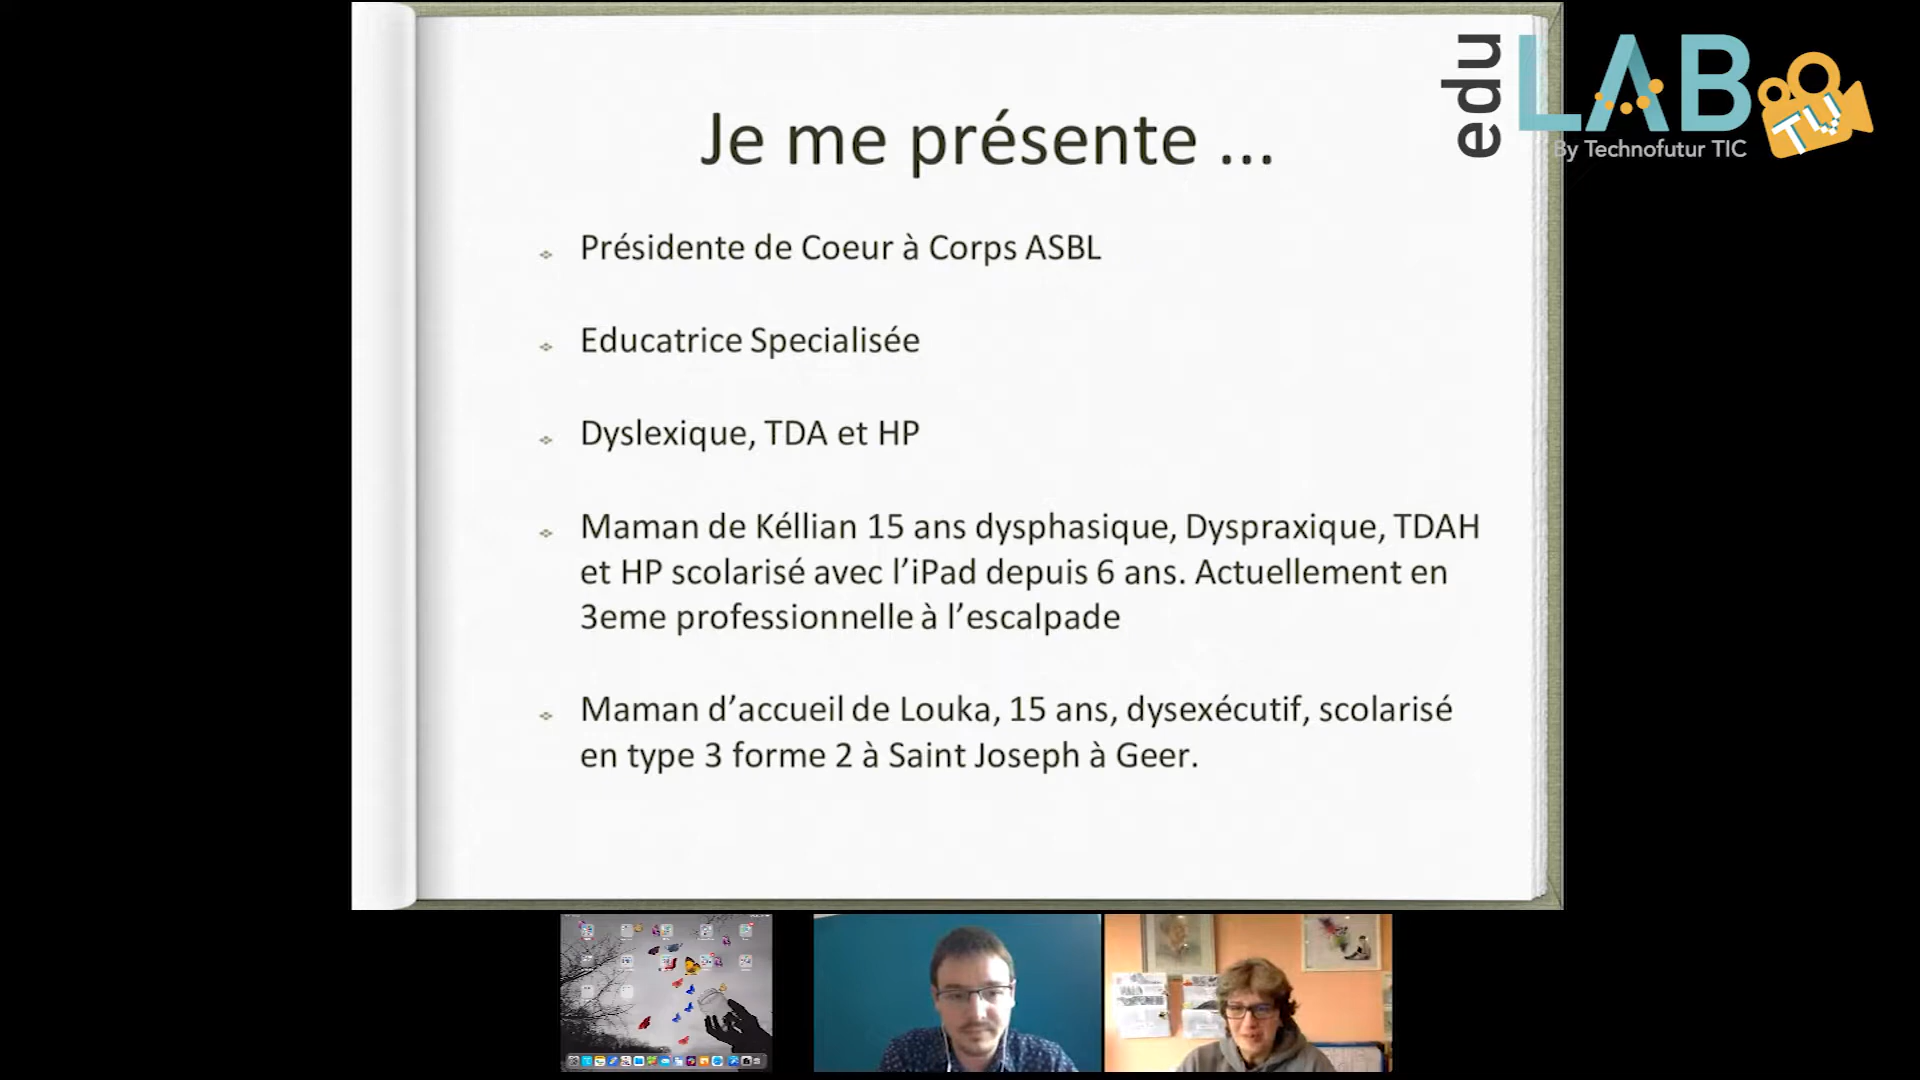 Je me présente ...
edu LAB TV
By Technofutur TIC
Présidente de Coeur à Corps ASBL
Educatrice Specialisée
Dyslexique, TDA et HP
Maman de Kéllian 15 ans dysphasique, Dyspraxique, TDAH
et HP scolarisé avec l’iPad depuis 6 ans. Actuellement en
3eme professionnelle à l’escalpade
Maman d’accueil de Louka, 15 ans, dysexécutif, scolarisé
en type 3 forme 2 à Saint Joseph à Geer.